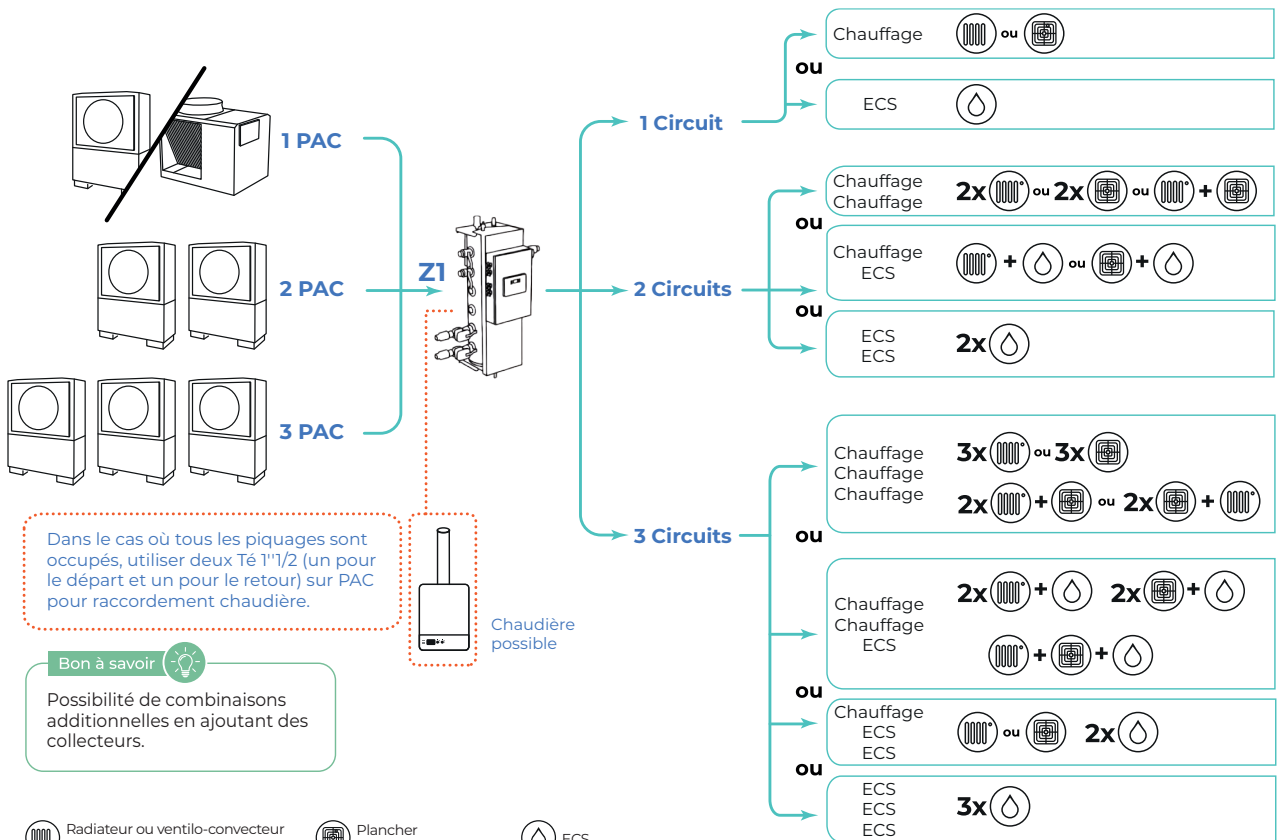 1 PAC
2 PAC
3 PAC
Z1
Dans le cas où tous les piquages sont
occupés, utiliser deux Té 1''1/2 (un pour
le départ et un pour le retour) sur PAC
pour raccordement chaudière.
Chaudière
possible
Bon à savoir
Possibilité de combinaisons
additionnelles en ajoutant des
collecteurs.
1 Circuit
Chauffage ou
ou
ECS
2 Circuits
Chauffage
Chauffage
2x ou 2x ou +
ou
Chauffage
ECS
+ ou +
ou
ECS
ECS
2x
3 Circuits
Chauffage
Chauffage
Chauffage
3x ou 3x
2x + ou 2x +
ou
Chauffage
Chauffage
ECS
2x + 2x +
+ +
ou
Chauffage
ECS
ECS
ou 2x
ou
ECS
ECS
ECS
3x
Radiateur ou ventilo-convecteur
Plancher
ECS